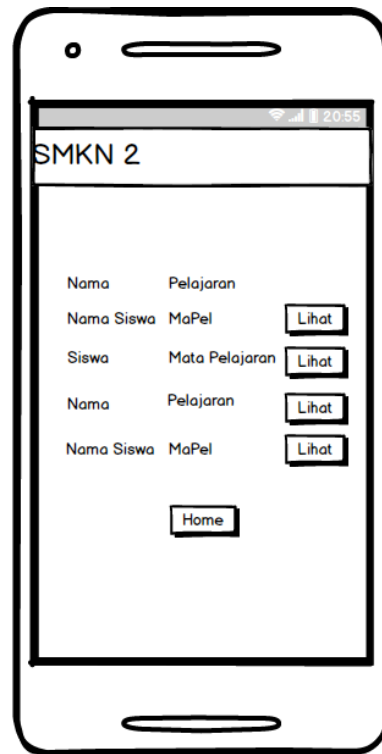 20:55
SMKN 2
Nama Pelajaran
Nama Siswa MaPel Lihat
Siswa Mata Pelajaran Lihat
Nama Pelajaran Lihat
Nama Siswa MaPel Lihat
Home